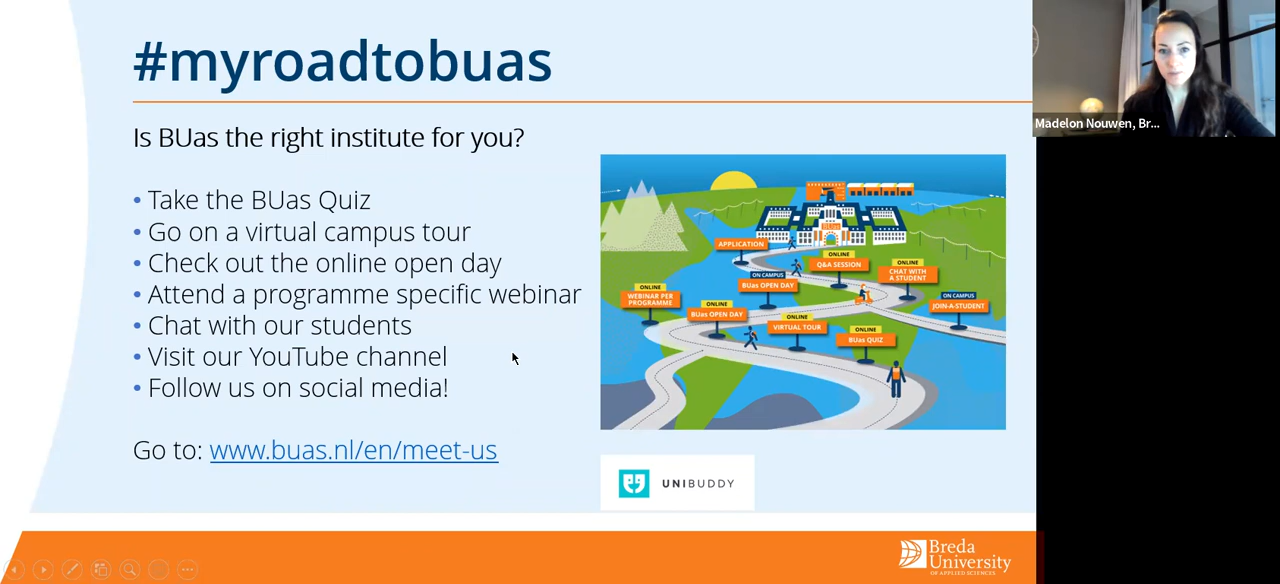 #myroadtobuas
Is BUas the right institute for you?
• Take the BUas Quiz
• Go on a virtual campus tour
• Check out the online open day
• Attend a programme specific webinar
• Chat with our students
• Visit our YouTube channel
• Follow us on social media!
Go to: www.buas.nl/en/meet-us
Madelon Nouwen, Br...
BUas
APPLICATION
ONLINE
Q&A SESSION
ONLINE
CHAT WITH
A STUDENT
ON CAMPUS
BUas OPEN DAY
ONLINE
WEBINAR PER
PROGRAMME
ONLINE
BUas OPEN DAY
ON CAMPUS
JOIN-A-STUDENT
ONLINE
VIRTUAL TOUR
ONLINE
BUas QUIZ
UNIBUDDY
Breda
University
OF APPLIED SCIENCES